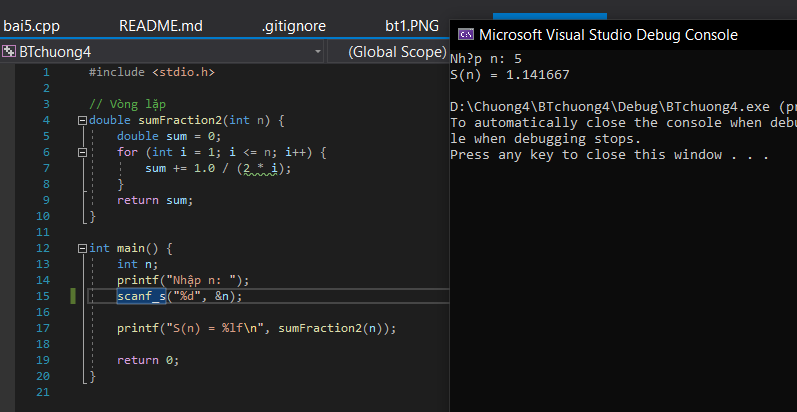 bai5.cpp README.md .gitignore bt1.PNG
BTchuong4 (Global Scope)
1 #include <stdio.h>
2
3 // Vòng lặp
4 double sumFraction2(int n) {
5 double sum = 0;
6 for (int i = 1; i <= n; i++) {
7 sum += 1.0 / (2 * i);
8 }
9 return sum;
10 }
11
12 int main() {
13 int n;
14 printf("Nhập n: ");
15 scanf_s("%d", &n);
16
17 printf("S(n) = %lf\n", sumFraction2(n));
18
19 return 0;
20 }
21
Microsoft Visual Studio Debug Console
Nh?p n: 5
S(n) = 1.141667
D:\Chuong4\BTchuong4\Debug\BTchuong4.exe (pr
To automatically close the console when debu
le when debugging stops.
Press any key to close this window . . .